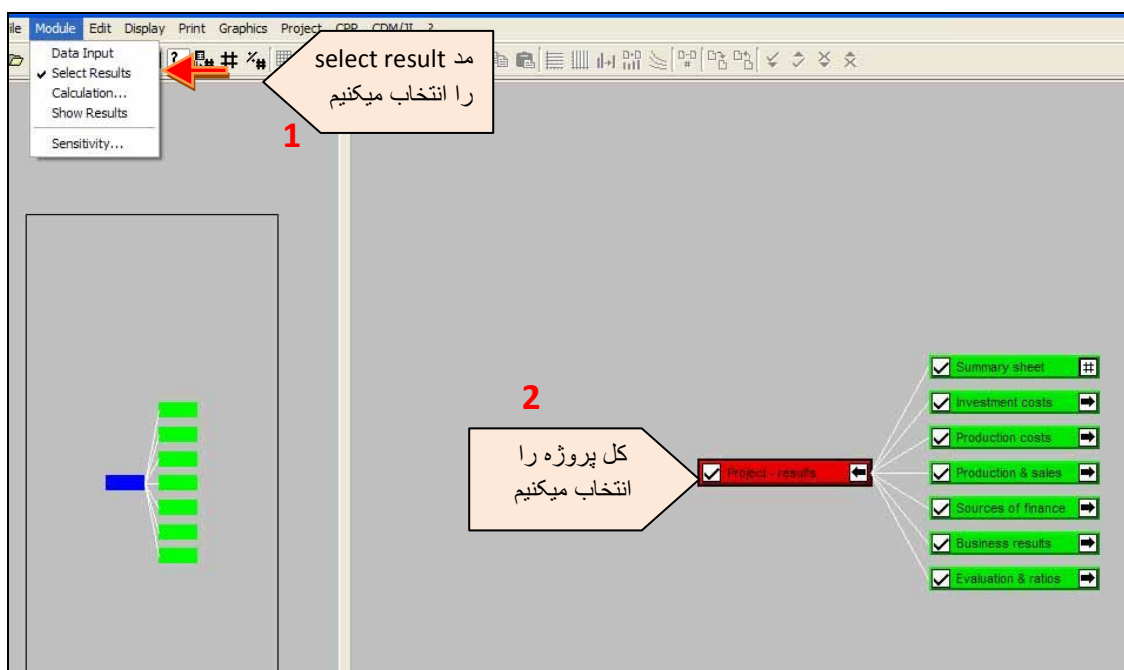 ile Module Edit Display Print Graphics Project CPP CDM/JI ?
Data Input
Select Results
Calculation...
Show Results
Sensitivity...
مد select result
را انتخاب میکنیم
1
2
کل پروژه را
انتخاب میکنیم
Project - results
Summary sheet
Investment costs
Production costs
Production & sales
Sources of finance
Business results
Evaluation & ratios